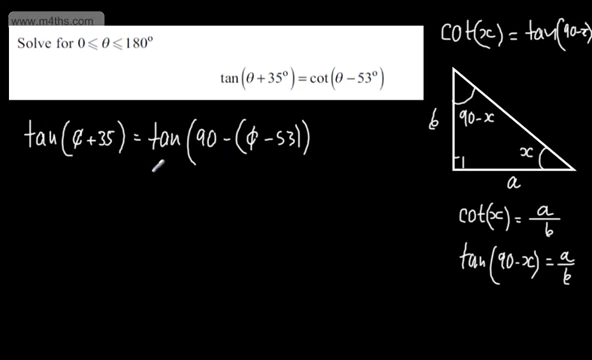 www.m4ths.com
Solve for 0 ⩽ θ ⩽ 180°
tan(θ + 35°) = cot(θ − 53°)
cot(x) = tan(90-x)
tan(θ+35) = tan(90-(θ-53))
b
90-x
x
a
cot(x) = a/b
tan(90-x) = a/b